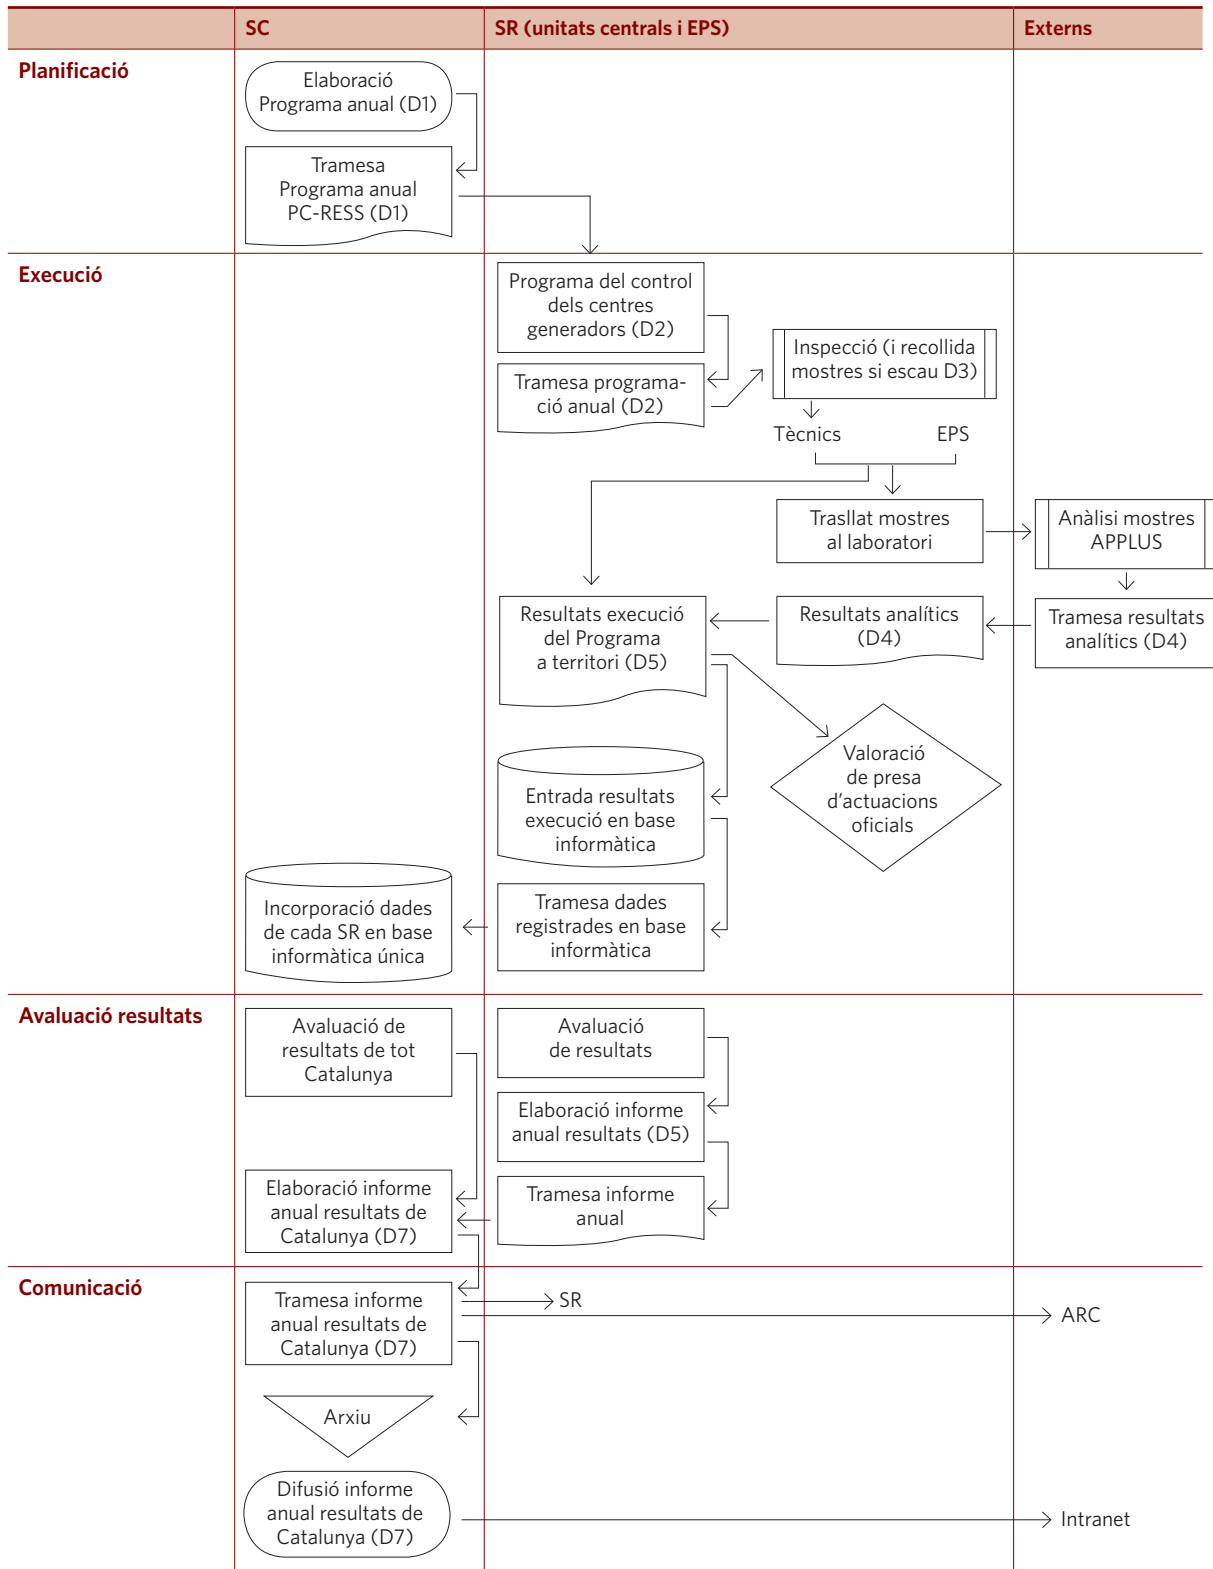 SC
SR (unitats centrals i EPS)
Externs
Planificació
Elaboració
Programa anual (D1)
Tramesa
Programa anual
PC-RESS (D1)
Execució
Programa del control
dels centres
generadors (D2)
Tramesa programa-
ció anual (D2)
Inspecció (i recollida
mostres si escau D3)
Tècnics
EPS
Trasllat mostres
al laboratori
Anàlisi mostres
APPLUS
Tramesa resultats
analítics (D4)
Resultats analítics
(D4)
Resultats execució
del Programa
a territori (D5)
Valoració
de presa
d’actuacions
oficials
Entrada resultats
execució en base
informàtica
Tramesa dades
registrades en base
informàtica
Incorporació dades
de cada SR en base
informàtica única
Avaluació resultats
Avaluació de
resultats de tot
Catalunya
Avaluació
de resultats
Elaboració informe
anual resultats (D5)
Tramesa informe
anual
Elaboració informe
anual resultats de
Catalunya (D7)
Comunicació
Tramesa informe
anual resultats de
Catalunya (D7)
SR
ARC
Arxiu
Difusió informe
anual resultats de
Catalunya (D7)
Intranet